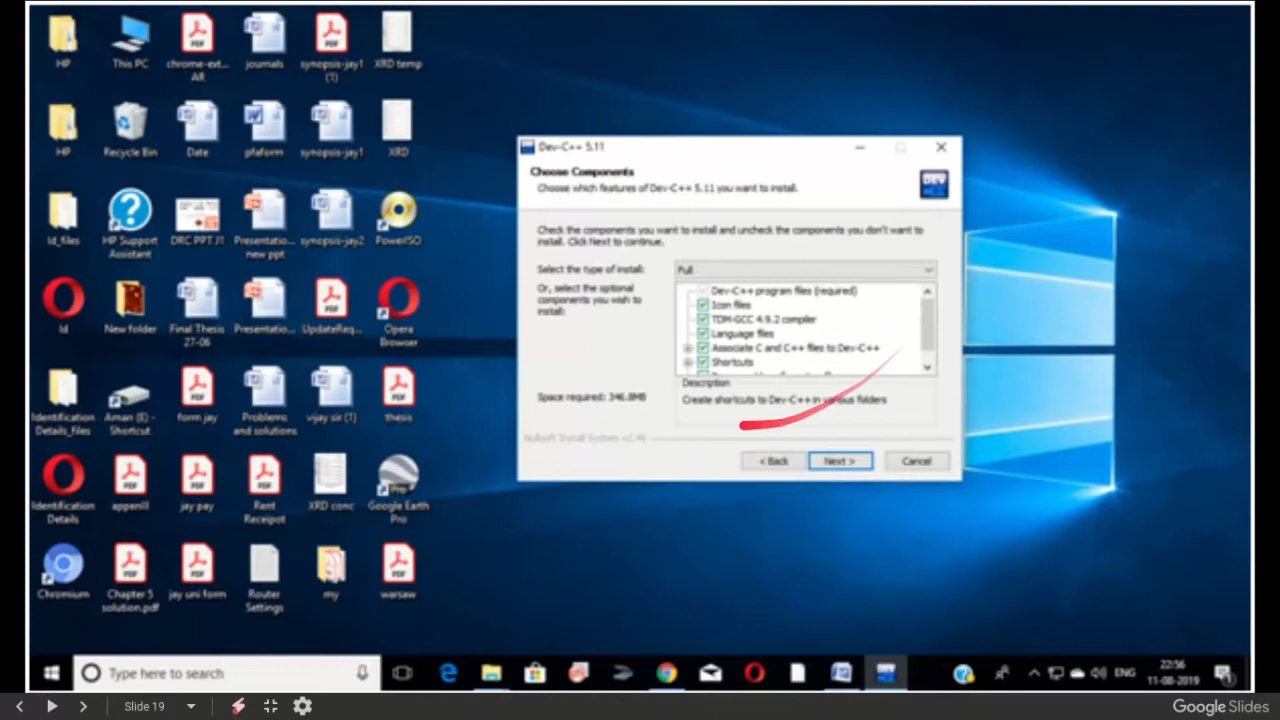 HP
This PC
chrome-ext...
AR
journals
synopsis-jay1
(1)
XRD temp
HP
Recycle Bin
Date
pfaform
synopsis-jay1
XRD
Id_files
HP Support
Assistant
DRC PPT J1
Presentatio...
new ppt
synopsis-jay2
PowerISO
Id
New folder
Final Thesis
27-06
Presentatio...
UpdateReq...
Opera
Browser
Identification
Details_files
Aman (E) -
Shortcut
form jay
Problems
and solutions
vijay sir (1)
thesis
Identification
Details
appenIII
jay pay
Rent
Receipot
XRD conc
Google Earth
Pro
Chromium
Chapter 5
solution.pdf
jay uni form
Router
Settings
my
warsaw
Dev-C++ 5.11
Choose Components
Choose which features of Dev-C++ 5.11 you want to install.
DEV
Check the components you want to install and uncheck the components you don't want to
install. Click Next to continue.
Select the type of install:
Full
Or, select the optional
components you wish to
install:
Dev-C++ program files (required)
Icon files
TDM-GCC 4.9.2 compiler
Language files
Associate C and C++ files to Dev-C++
Shortcuts
Space required: 346.8MB
Description
Create shortcuts to Dev-C++ in various folders
Nullsoft Install System v2.46
< Back
Next >
Cancel
Type here to search
ENG
22:56
11-08-2019
Slide 19
Google Slides